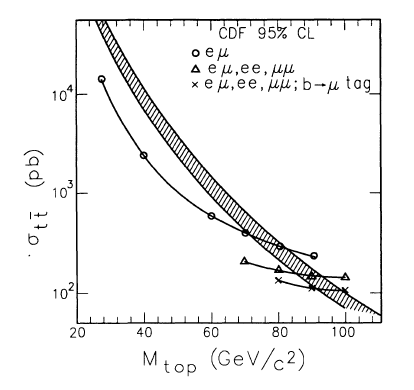 CDF 95% CL
○ eμ
△ eμ,ee,μμ
× eμ,ee,μμ; b→μ tag
10⁴
10³
10²
σtt̄ (pb)
20 40 60 80 100
Mtop (GeV/c²)